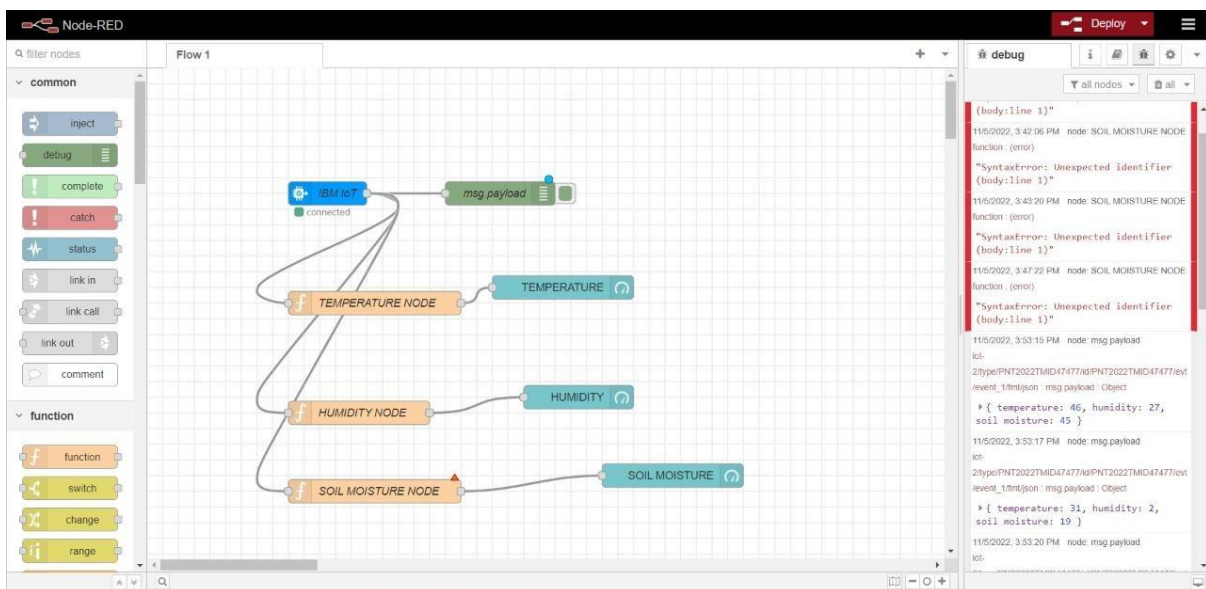 Node-RED
Deploy
filter nodes
common
inject
debug
complete
catch
status
link in
link call
link out
comment
function
function
switch
change
range
Flow 1
IBM IoT
connected
msg.payload
TEMPERATURE NODE
TEMPERATURE
HUMIDITY NODE
HUMIDITY
SOIL MOISTURE NODE
SOIL MOISTURE
debug
all nodes
all
(body:line 1)"
11/5/2022, 3:42:06 PM node: SOIL MOISTURE NODE
function : (error)
"SyntaxError: Unexpected identifier
(body:line 1)"
11/5/2022, 3:43:20 PM node: SOIL MOISTURE NODE
function : (error)
"SyntaxError: Unexpected identifier
(body:line 1)"
11/5/2022, 3:47:22 PM node: SOIL MOISTURE NODE
function : (error)
"SyntaxError: Unexpected identifier
(body:line 1)"
11/5/2022, 3:53:15 PM node: msg.payload
iot-
2/type/PNT2022TMID47477/id/PNT2022TMID47477/evt
/event_1/fmt/json : msg.payload : Object
{ temperature: 46, humidity: 27,
soil moisture: 45 }
11/5/2022, 3:53:17 PM node: msg.payload
iot-
2/type/PNT2022TMID47477/id/PNT2022TMID47477/evt
/event_1/fmt/json : msg.payload : Object
{ temperature: 31, humidity: 2,
soil moisture: 19 }
11/5/2022, 3:53:20 PM node: msg.payload
iot-